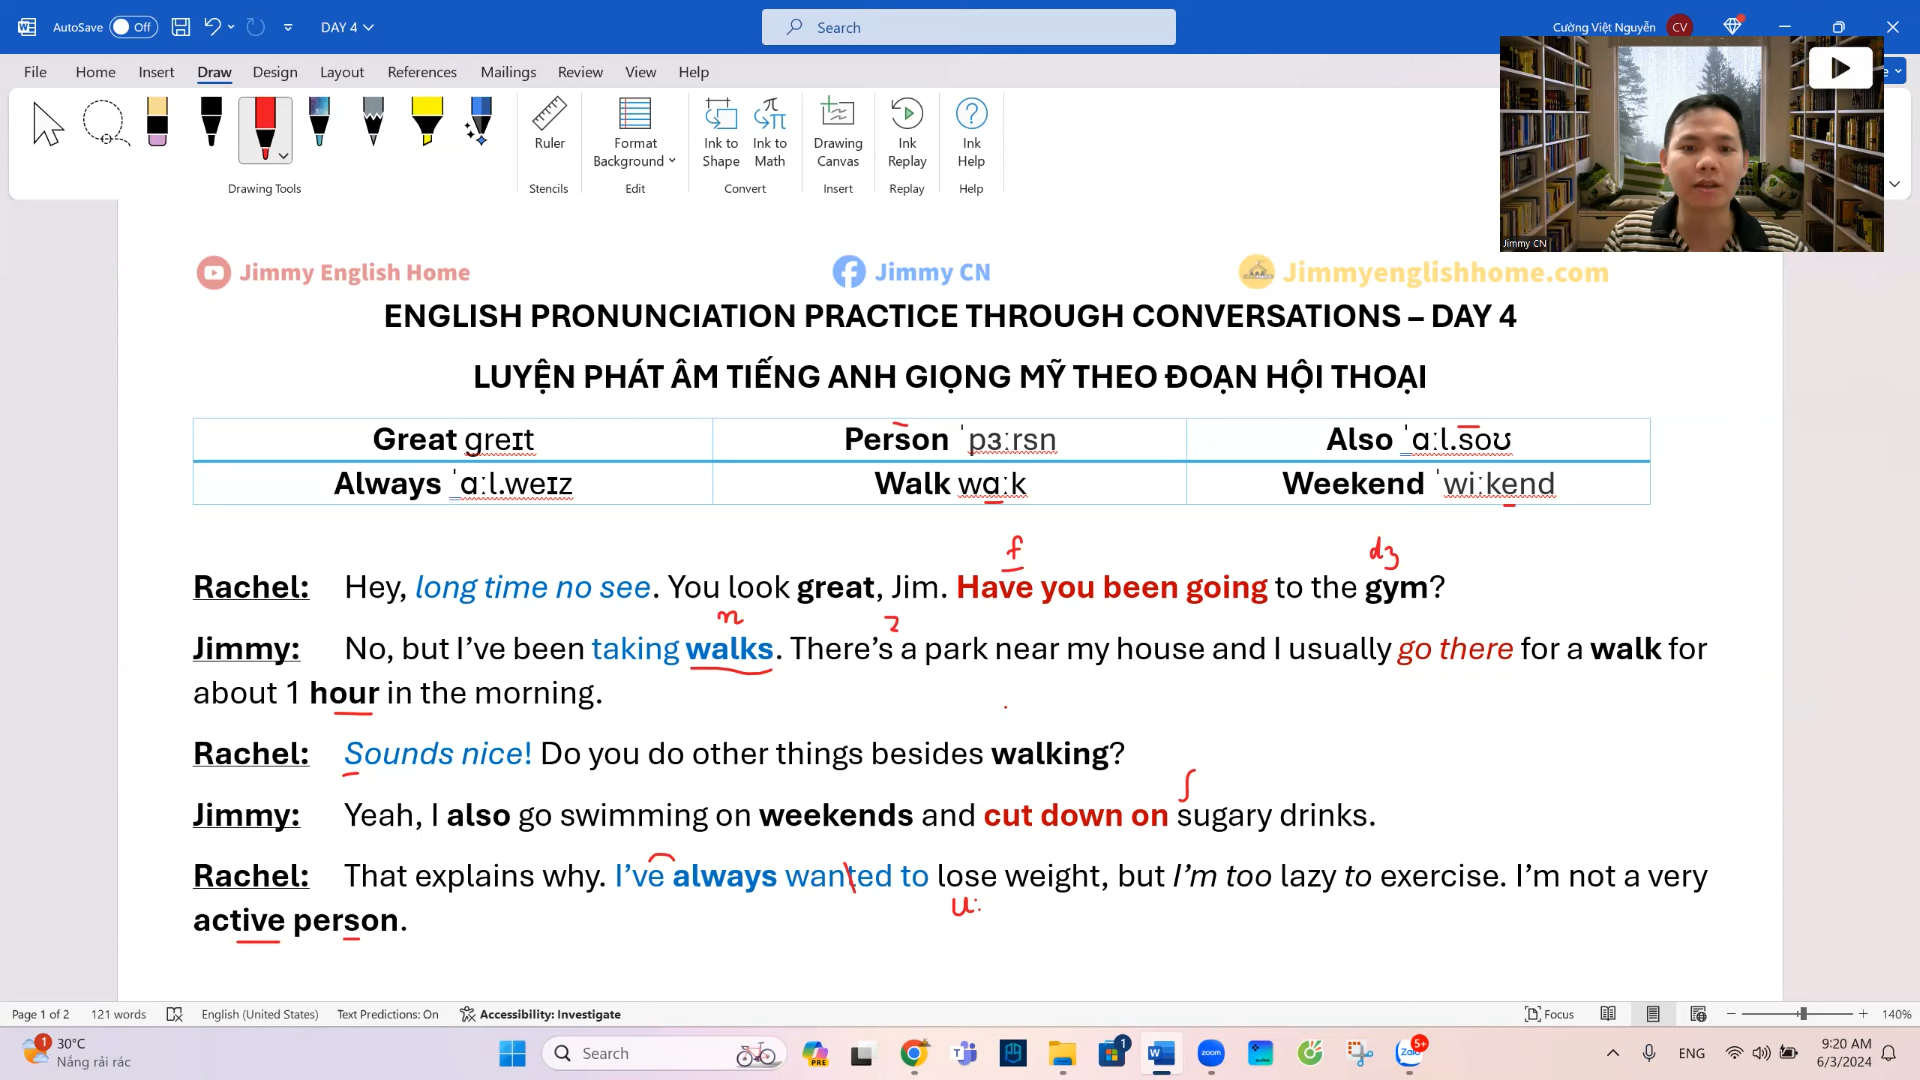 AutoSave Off DAY 4 Search Cường Việt Nguyễn CV
File Home Insert Draw Design Layout References Mailings Review View Help
Ruler Format Background Ink to Shape Ink to Math Drawing Canvas Ink Replay Ink Help
Drawing Tools Stencils Edit Convert Insert Replay Help
Jimmy CN
Jimmy English Home Jimmy CN Jimmyenglishhome.com
ENGLISH PRONUNCIATION PRACTICE THROUGH CONVERSATIONS – DAY 4
LUYỆN PHÁT ÂM TIẾNG ANH GIỌNG MỸ THEO ĐOẠN HỘI THOẠI
Great greɪt Person ˈpɜːrsn Also ˈɑːl.soʊ
Always ˈɑːl.weɪz Walk wɑːk Weekend ˈwiːkend
f dʒ
Rachel: Hey, long time no see. You look great, Jim. Have you been going to the gym?
n z
Jimmy: No, but I’ve been taking walks. There’s a park near my house and I usually go there for a walk for
about 1 hour in the morning.
Rachel: Sounds nice! Do you do other things besides walking?
ʃ
Jimmy: Yeah, I also go swimming on weekends and cut down on sugary drinks.
Rachel: That explains why. I’ve always wanted to lose weight, but I’m too lazy to exercise. I’m not a very
u:
active person.
Page 1 of 2 121 words English (United States) Text Predictions: On Accessibility: Investigate Focus 140%
1 30°C Search PRE 1 zoom Zalo 5+ ENG 9:20 AM
Nắng rải rác 6/3/2024